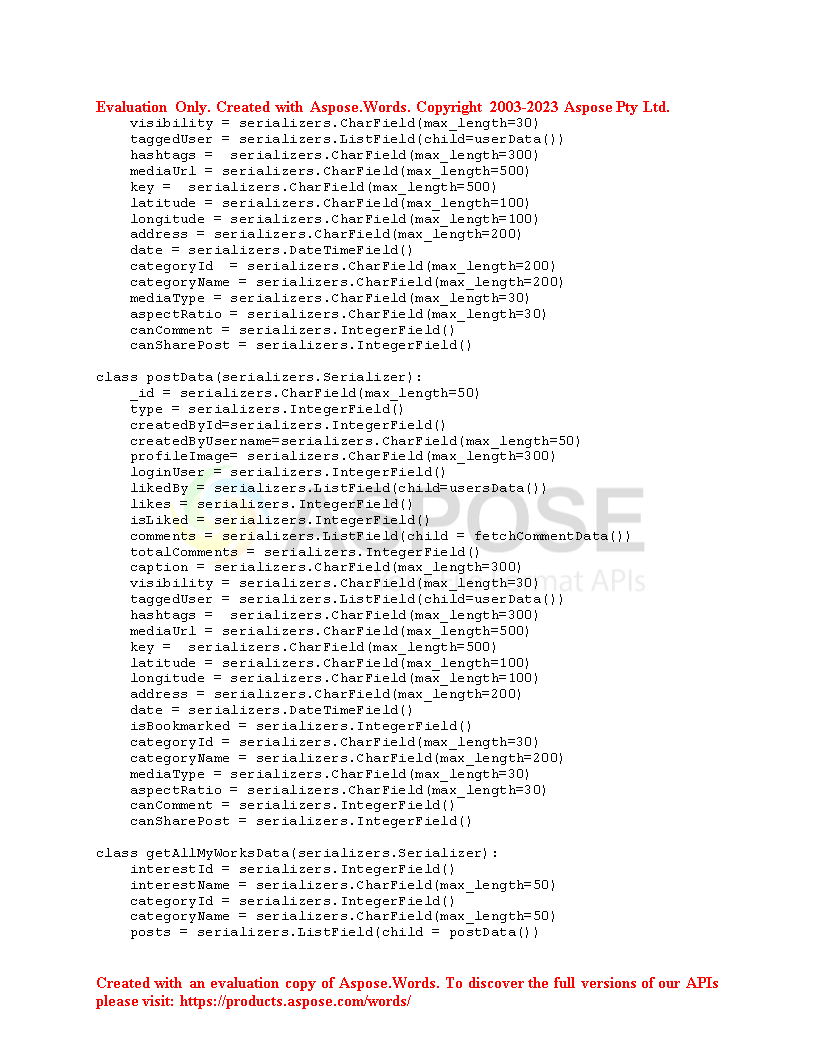 Evaluation Only. Created with Aspose.Words. Copyright 2003-2023 Aspose Pty Ltd.
    visibility = serializers.CharField(max_length=30)
    taggedUser = serializers.ListField(child=userData())
    hashtags =  serializers.CharField(max_length=300)
    mediaUrl = serializers.CharField(max_length=500)
    key =  serializers.CharField(max_length=500)
    latitude = serializers.CharField(max_length=100)
    longitude = serializers.CharField(max_length=100)
    address = serializers.CharField(max_length=200)
    date = serializers.DateTimeField()
    categoryId  = serializers.CharField(max_length=200)
    categoryName = serializers.CharField(max_length=200)
    mediaType = serializers.CharField(max_length=30)
    aspectRatio = serializers.CharField(max_length=30)
    canComment = serializers.IntegerField()
    canSharePost = serializers.IntegerField()
class postData(serializers.Serializer):
    _id = serializers.CharField(max_length=50)
    type = serializers.IntegerField()
    createdById=serializers.IntegerField()
    createdByUsername=serializers.CharField(max_length=50)
    profileImage= serializers.CharField(max_length=300)
    loginUser = serializers.IntegerField()
    likedBy = serializers.ListField(child=usersData())
    likes = serializers.IntegerField()
    isLiked = serializers.IntegerField()
    comments = serializers.ListField(child = fetchCommentData())
    totalComments = serializers.IntegerField()
    caption = serializers.CharField(max_length=300)
    visibility = serializers.CharField(max_length=30)
    taggedUser = serializers.ListField(child=userData())
    hashtags =  serializers.CharField(max_length=300)
    mediaUrl = serializers.CharField(max_length=500)
    key =  serializers.CharField(max_length=500)
    latitude = serializers.CharField(max_length=100)
    longitude = serializers.CharField(max_length=100)
    address = serializers.CharField(max_length=200)
    date = serializers.DateTimeField()
    isBookmarked = serializers.IntegerField()
    categoryId = serializers.CharField(max_length=30)
    categoryName = serializers.CharField(max_length=200)
    mediaType = serializers.CharField(max_length=30)
    aspectRatio = serializers.CharField(max_length=30)
    canComment = serializers.IntegerField()
    canSharePost = serializers.IntegerField()
class getAllMyWorksData(serializers.Serializer):
    interestId = serializers.IntegerField()
    interestName = serializers.CharField(max_length=50)
    categoryId = serializers.IntegerField()
    categoryName = serializers.CharField(max_length=50)
    posts = serializers.ListField(child = postData())
ASPOSE
APIs
Created with an evaluation copy of Aspose.Words. To discover the full versions of our APIs
please visit: https://products.aspose.com/words/